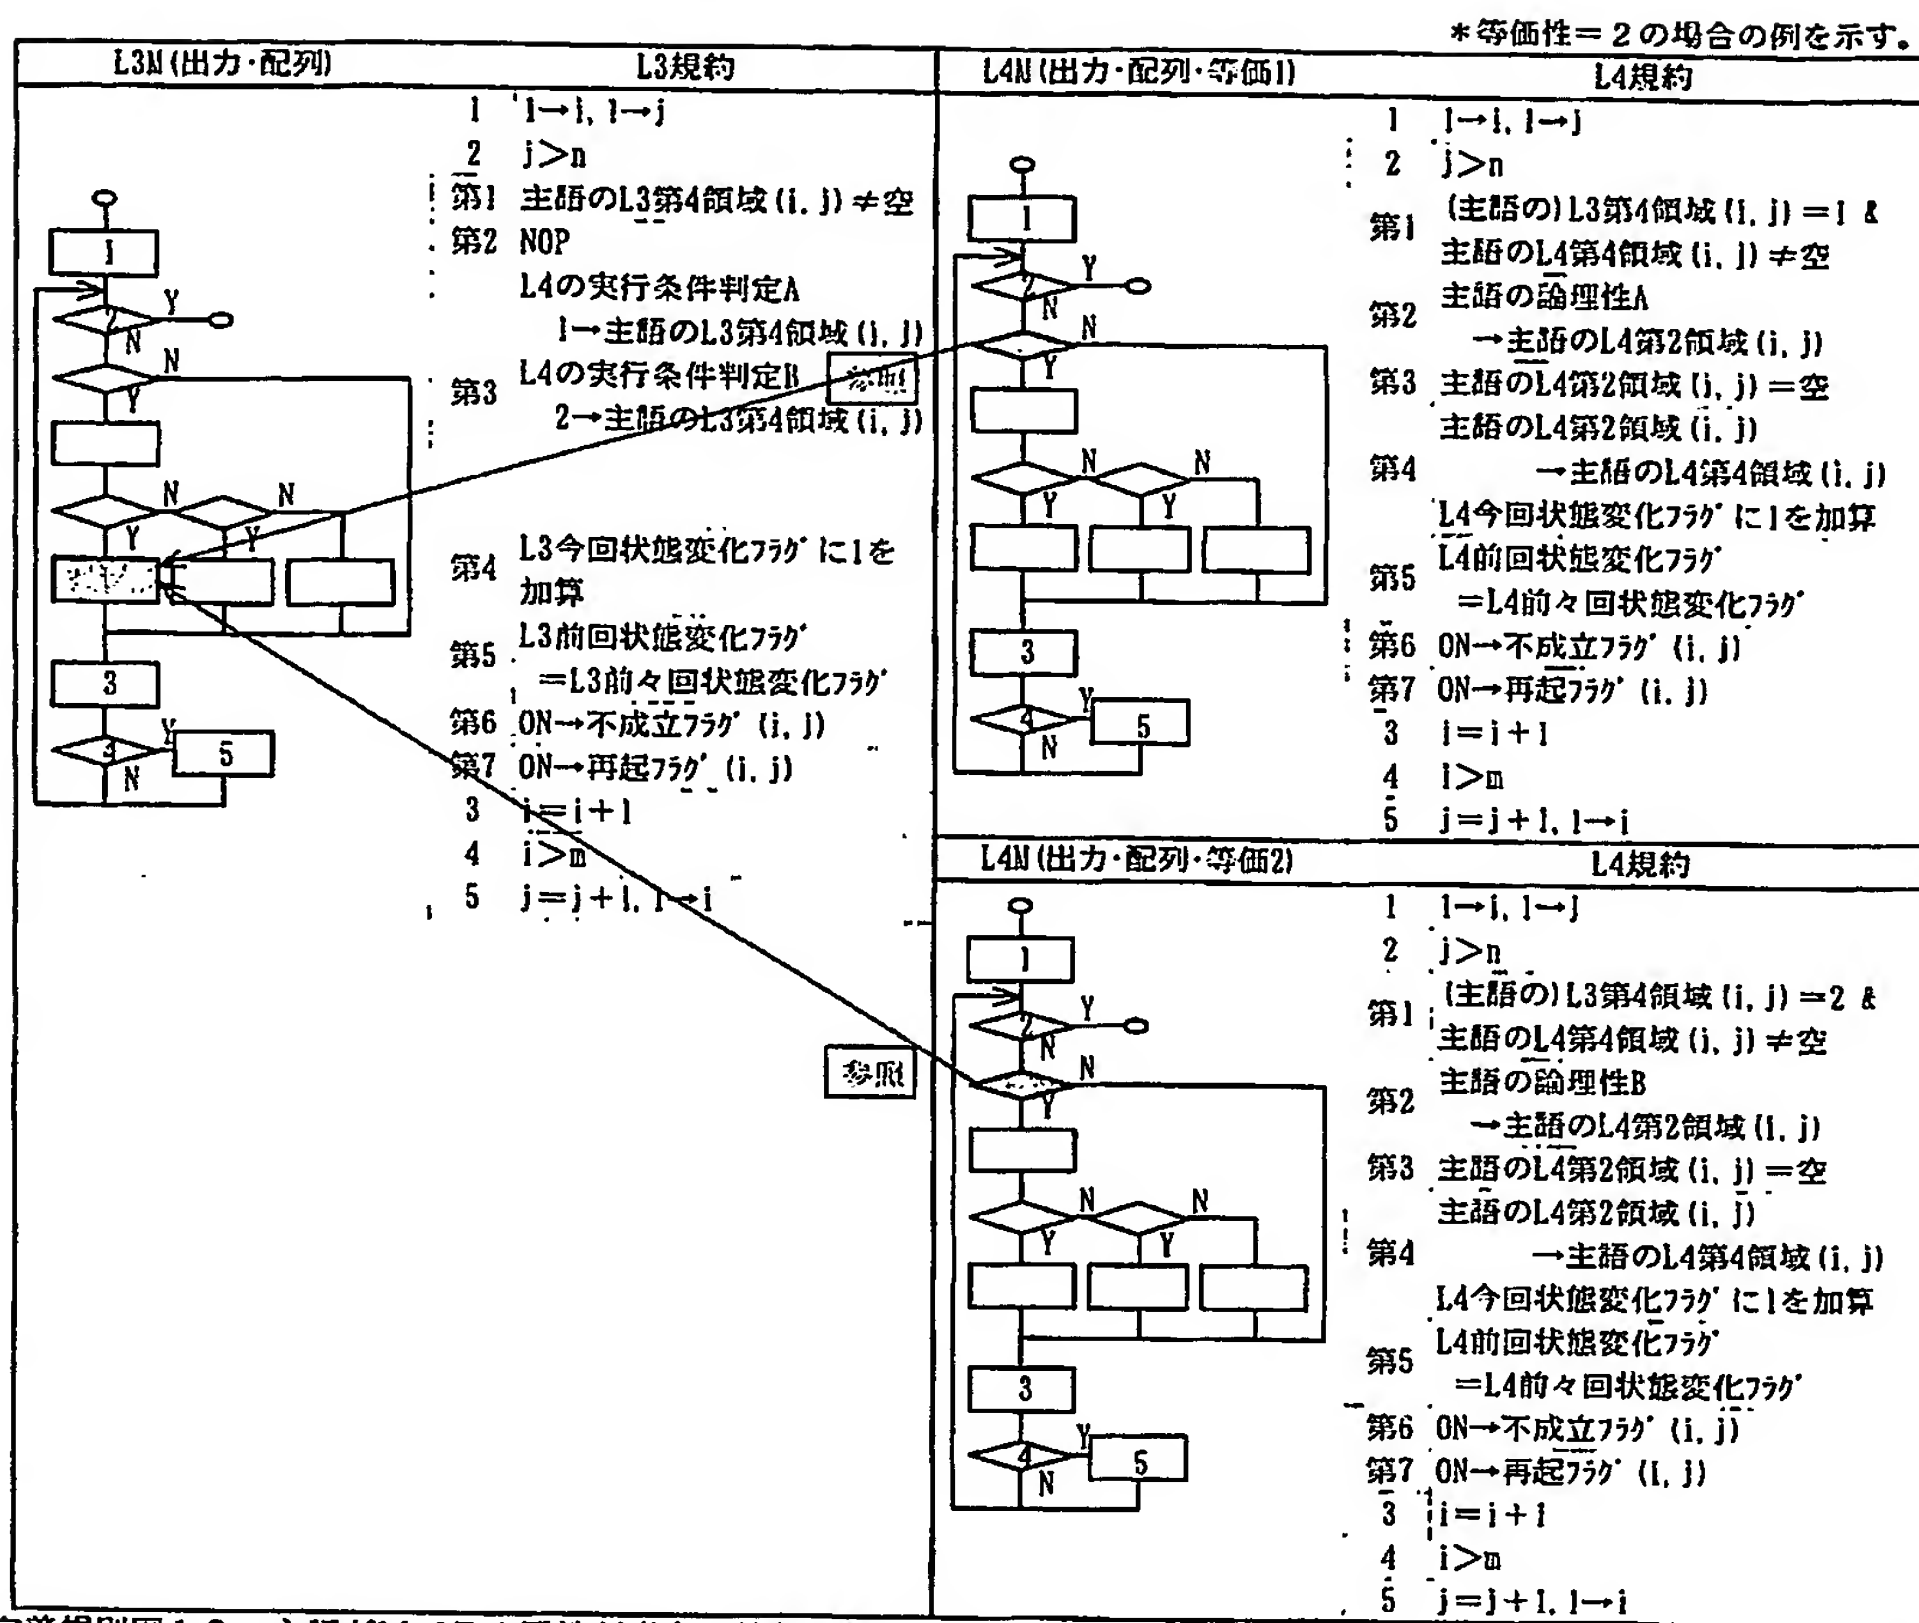 ＊等価性＝２の場合の例を示す。
L3N(出力・配列)
L3規約
1 1→i, 1→j
2 j＞n
第1 主語のL3第4領域(i, j)≠空
第2 NOP
L4の実行条件判定A
1→主語のL3第4領域(i, j)
第3 L4の実行条件判定B
2→主語のL3第4領域(i, j)
第4 L3今回状態変化フラグに1を
加算
第5 L3前回状態変化フラグ
＝L3前々回状態変化フラグ
第6 ON→不成立フラグ(i, j)
第7 ON→再起フラグ(i, j)
3 i＝i＋1
4 i＞m
5 j＝j＋1, 1→i
1
2
Y
N
N
Y
N
N
Y
Y
3
Y
N
5
参照
参照
L4N(出力・配列・等価1)
L4規約
1 1→i, 1→j
2 j＞n
第1 (主語の)L3第4領域(i, j)＝1 &
主語のL4第4領域(i, j)≠空
第2 主語の論理性A
→主語のL4第2領域(i, j)
第3 主語のL4第2領域(i, j)＝空
主語のL4第2領域(i, j)
第4 →主語のL4第4領域(i, j)
L4今回状態変化フラグに1を加算
第5 L4前回状態変化フラグ
＝L4前々回状態変化フラグ
第6 ON→不成立フラグ(i, j)
第7 ON→再起フラグ(i, j)
3 i＝i＋1
4 i＞m
5 j＝j＋1, 1→i
1
2
Y
N
N
Y
N
N
Y
Y
3
4
Y
N
5
L4N(出力・配列・等価2)
L4規約
1 1→i, 1→j
2 j＞n
第1 (主語の)L3第4領域(i, j)＝2 &
主語のL4第4領域(i, j)≠空
第2 主語の論理性B
→主語のL4第2領域(i, j)
第3 主語のL4第2領域(i, j)＝空
主語のL4第2領域(i, j)
第4 →主語のL4第4領域(i, j)
L4今回状態変化フラグに1を加算
第5 L4前回状態変化フラグ
＝L4前々回状態変化フラグ
第6 ON→不成立フラグ(i, j)
第7 ON→再起フラグ(i, j)
3 i＝i＋1
4 i＞m
5 j＝j＋1, 1→i
1
2
Y
N
N
Y
N
N
Y
Y
3
4
Y
N
5